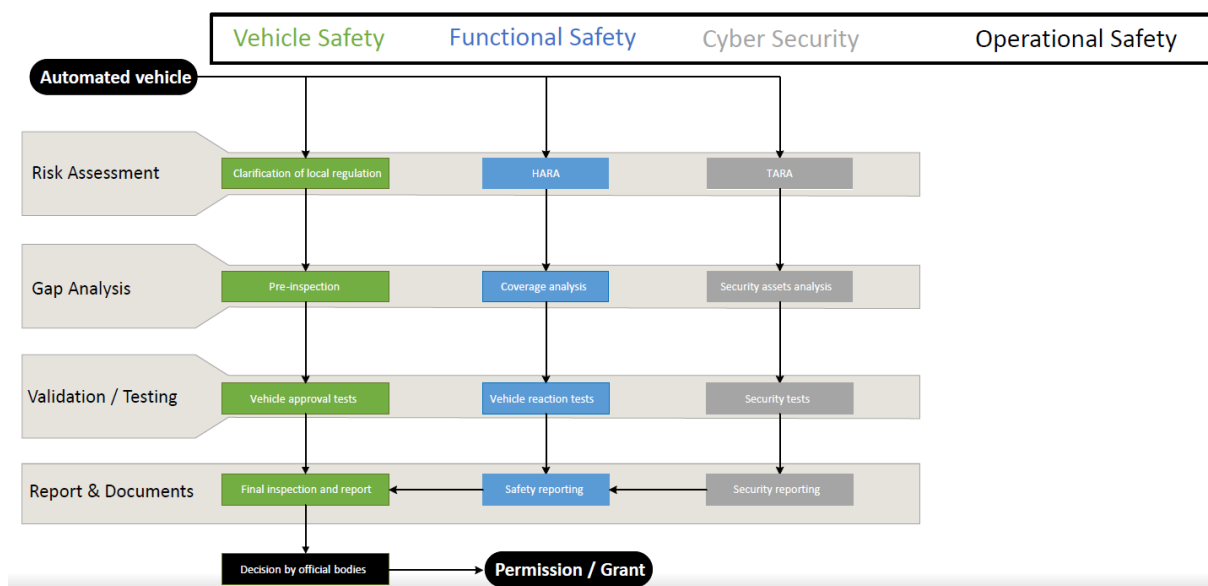 Vehicle Safety Functional Safety Cyber Security Operational Safety
Automated vehicle
Risk Assessment
Clarification of local regulation
HARA
TARA
Gap Analysis
Pre-inspection
Coverage analysis
Security assets analysis
Validation / Testing
Vehicle approval tests
Vehicle reaction tests
Security tests
Report & Documents
Final inspection and report
Safety reporting
Security reporting
Decision by official bodies
Permission / Grant